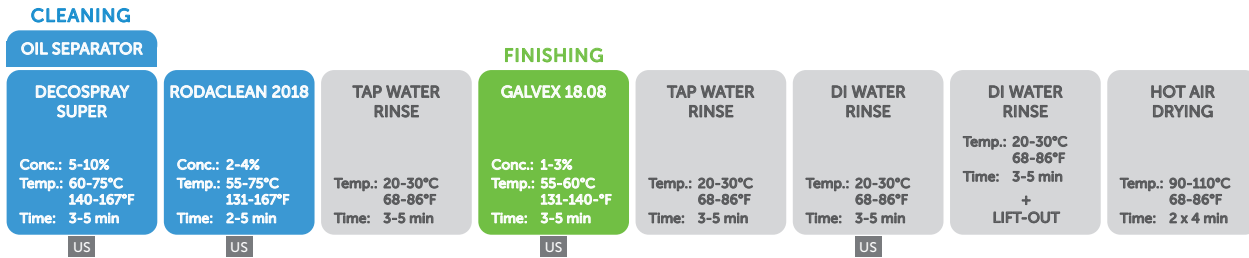 CLEANING
OIL SEPARATOR
DECOSPRAY
SUPER
Conc.: 5-10%
Temp.: 60-75°C
140-167°F
Time: 3-5 min
US
RODACLEAN 2018
Conc.: 2-4%
Temp.: 55-75°C
131-167°F
Time: 2-5 min
US
TAP WATER
RINSE
Temp.: 20-30°C
68-86°F
Time: 3-5 min
FINISHING
GALVEX 18.08
Conc.: 1-3%
Temp.: 55-60°C
131-140-°F
Time: 3-5 min
US
TAP WATER
RINSE
Temp.: 20-30°C
68-86°F
Time: 3-5 min
DI WATER
RINSE
Temp.: 20-30°C
68-86°F
Time: 3-5 min
US
DI WATER
RINSE
Temp.: 20-30°C
68-86°F
Time: 3-5 min
+
LIFT-OUT
HOT AIR
DRYING
Temp.: 90-110°C
68-86°F
Time: 2 x 4 min